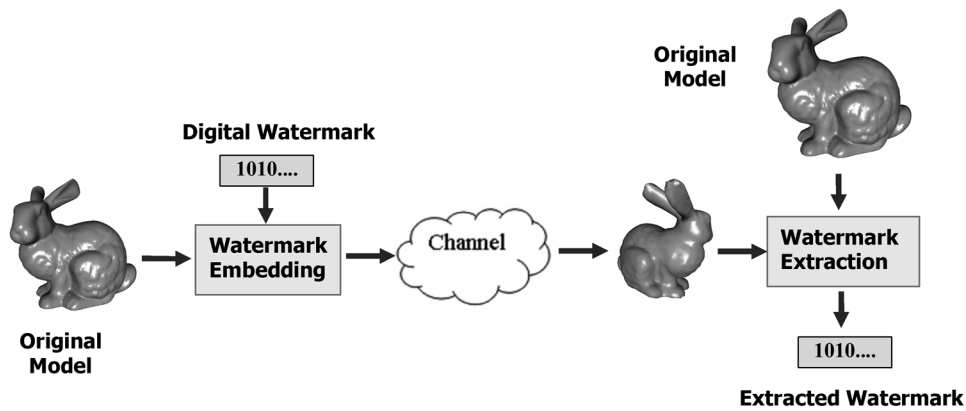 Original
Model
Digital Watermark
1010....
Watermark
Embedding
Channel
Original
Model
Watermark
Extraction
1010....
Extracted Watermark